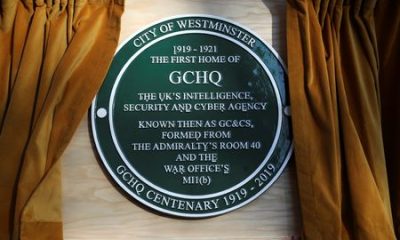 CITY OF WESTMINSTER
1919 - 1921
THE FIRST HOME OF
GCHQ
THE UK'S INTELLIGENCE,
SECURITY AND CYBER AGENCY
KNOWN THEN AS GC&CS,
FORMED FROM
THE ADMIRALTY'S ROOM 40
AND THE
WAR OFFICE'S
MI1(b)
GCHQ CENTENARY 1919 - 2019